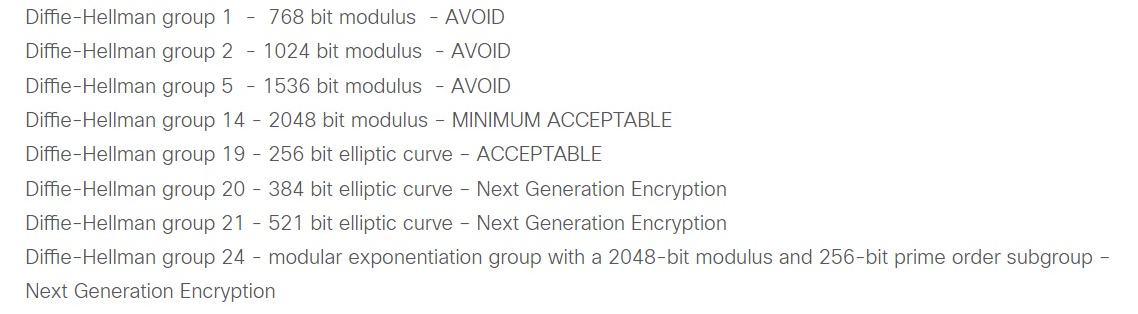 Diffie-Hellman group 1 - 768 bit modulus - AVOID
Diffie-Hellman group 2 - 1024 bit modulus - AVOID
Diffie-Hellman group 5 - 1536 bit modulus - AVOID
Diffie-Hellman group 14 - 2048 bit modulus – MINIMUM ACCEPTABLE
Diffie-Hellman group 19 - 256 bit elliptic curve – ACCEPTABLE
Diffie-Hellman group 20 - 384 bit elliptic curve – Next Generation Encryption
Diffie-Hellman group 21 - 521 bit elliptic curve – Next Generation Encryption
Diffie-Hellman group 24 - modular exponentiation group with a 2048-bit modulus and 256-bit prime order subgroup –
Next Generation Encryption